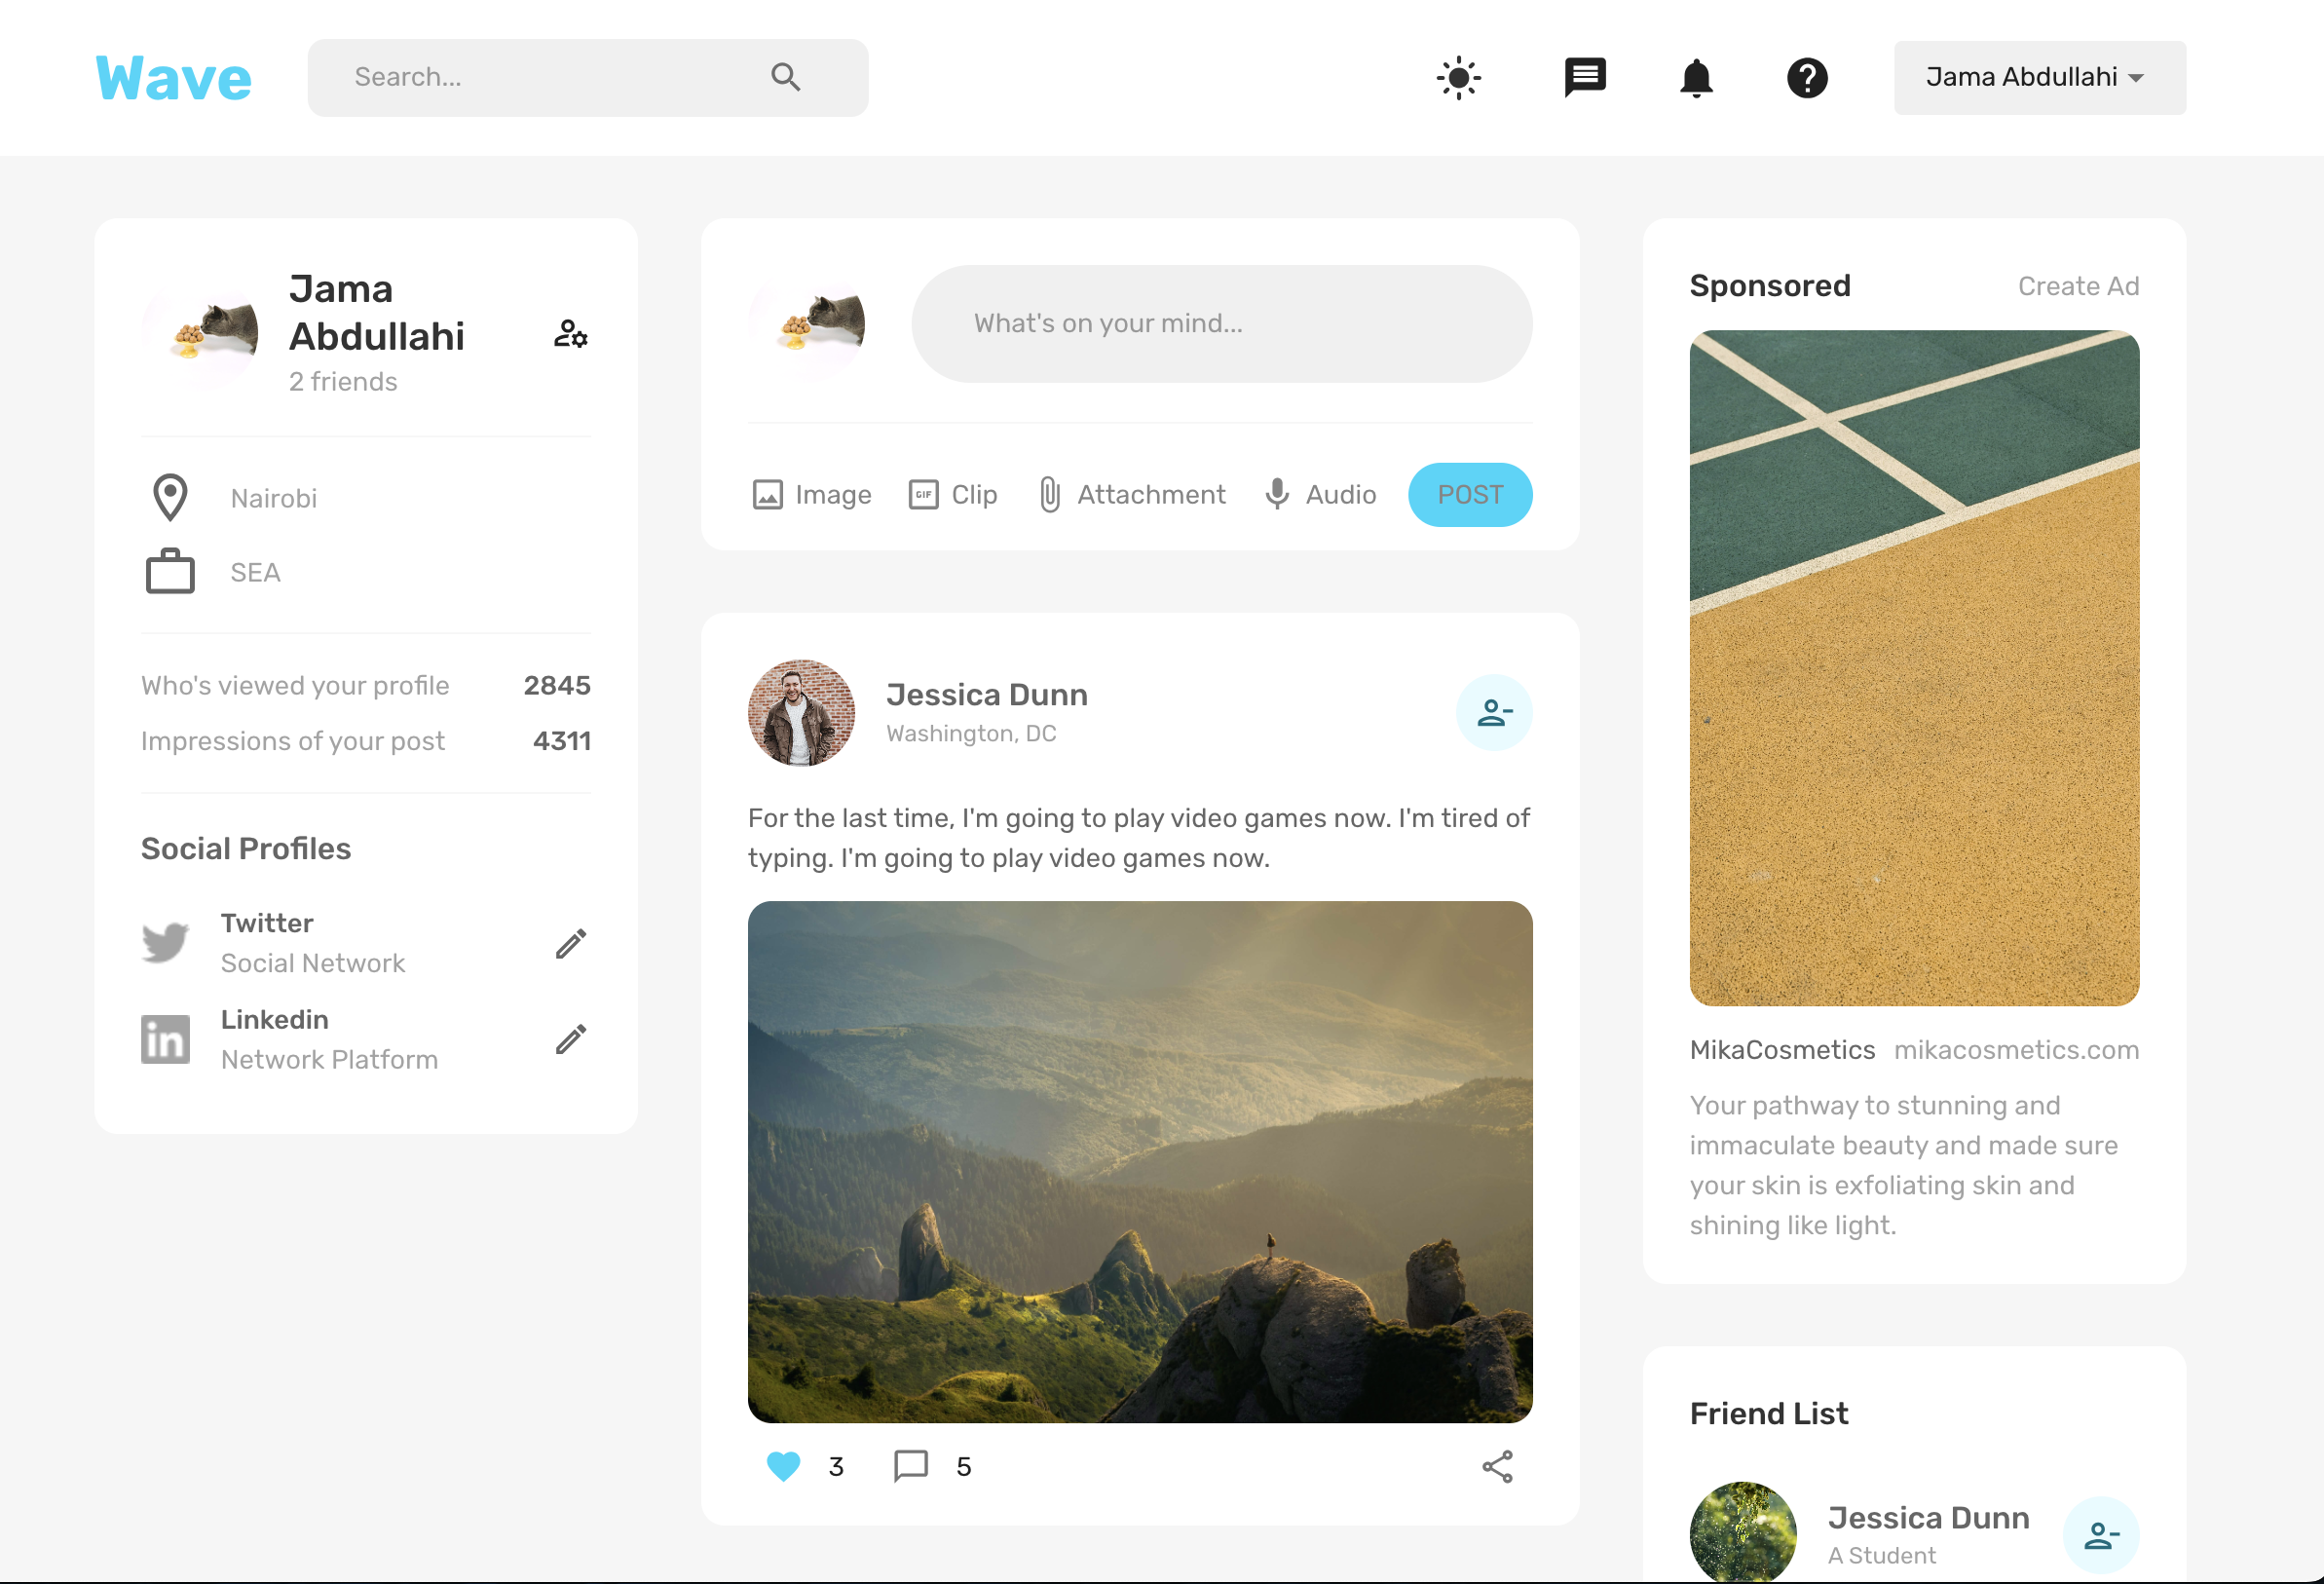 Wave
Search...
Jama Abdullahi
Jama
Abdullahi
2 friends
Nairobi
SEA
Who's viewed your profile 2845
Impressions of your post 4311
Social Profiles
Twitter
Social Network
Linkedin
Network Platform
What's on your mind...
Image GIF Clip Attachment Audio POST
Jessica Dunn
Washington, DC
For the last time, I'm going to play video games now. I'm tired of
typing. I'm going to play video games now.
3 5
Sponsored Create Ad
MikaCosmetics mikacosmetics.com
Your pathway to stunning and
immaculate beauty and made sure
your skin is exfoliating skin and
shining like light.
Friend List
Jessica Dunn
A Student